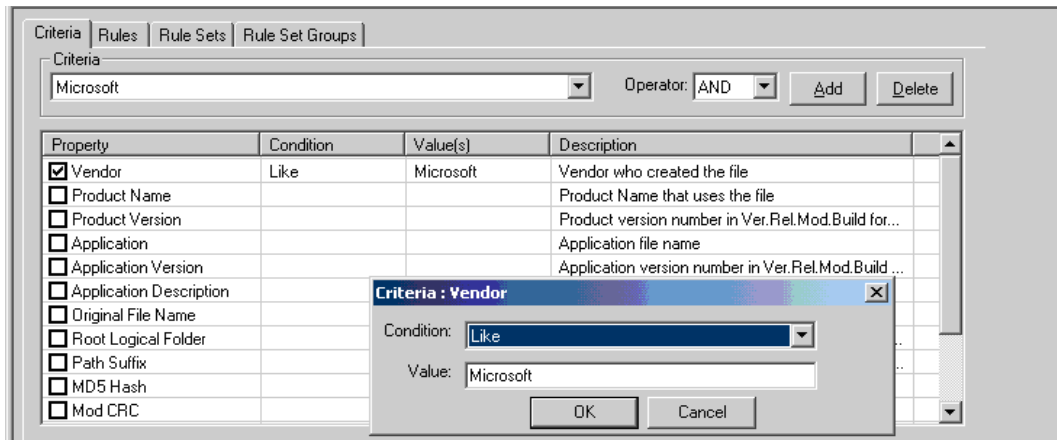 Criteria Rules Rule Sets Rule Set Groups
Criteria
Microsoft Operator: AND Add Delete
Property Condition Value(s) Description
Vendor Like Microsoft Vendor who created the file
Product Name Product Name that uses the file
Product Version Product version number in Ver.Rel.Mod.Build for...
Application Application file name
Application Version Application version number in Ver.Rel.Mod.Build ...
Application Description
Criteria : Vendor
Original File Name
Root Logical Folder
Condition: Like
Path Suffix
Value: Microsoft
MD5 Hash
Mod CRC
OK Cancel